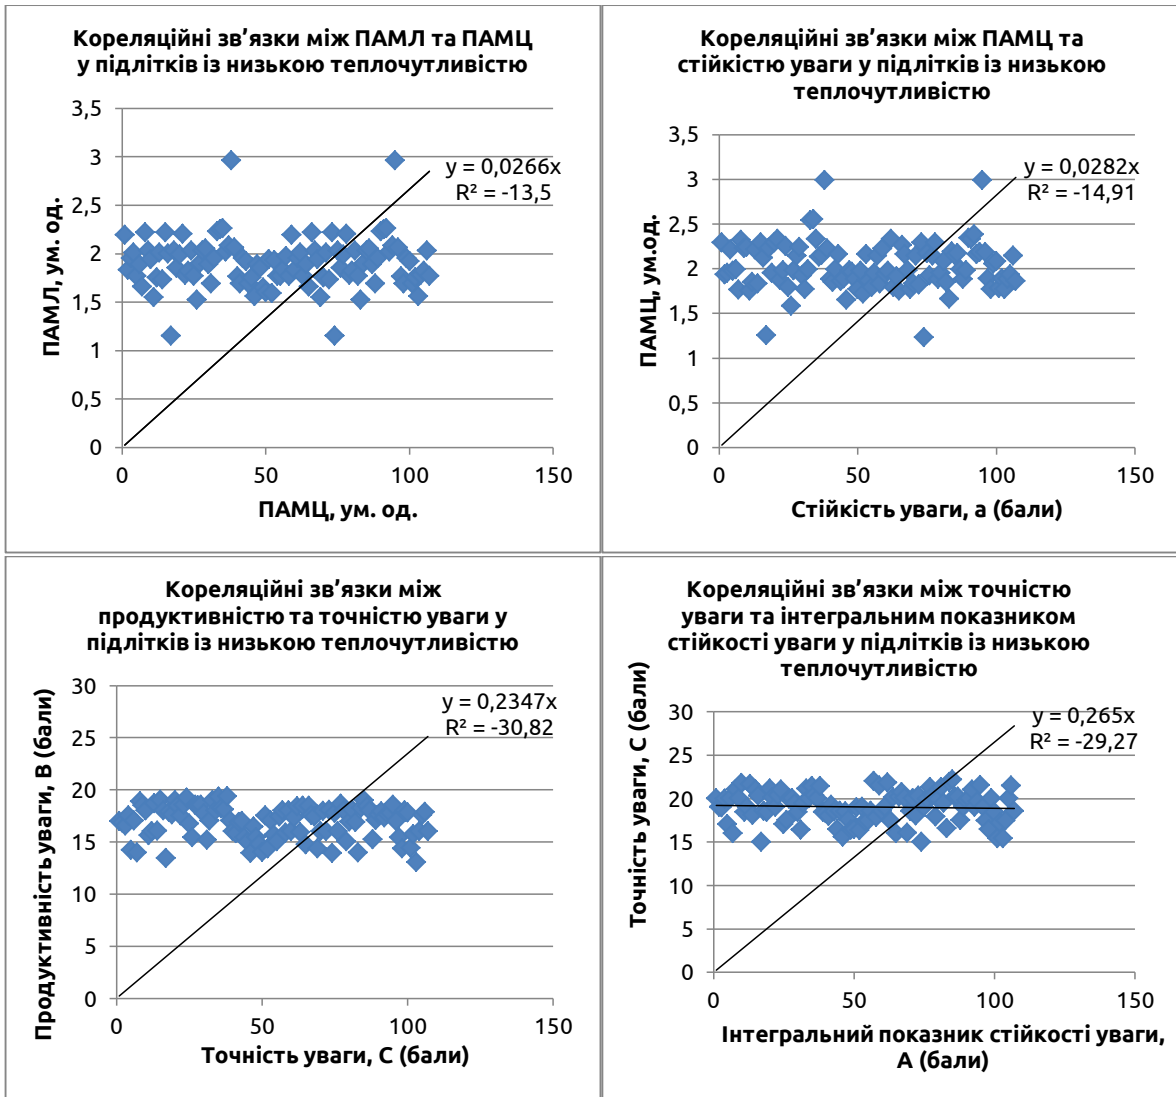 Кореляційні зв’язки між ПАМЛ та ПАМЦ
у підлітків із низькою теплочутливістю
3,5
3
2,5
2
1,5
1
0,5
0
0
50
100
150
y = 0,0266x
R² = -13,5
ПАМЛ, ум. од.
ПАМЦ, ум. од.
Кореляційні зв’язки між ПАМЦ та
стійкістю уваги у підлітків із низькою
теплочутливістю
3,5
3
2,5
2
1,5
1
0,5
0
0
50
100
150
y = 0,0282x
R² = -14,91
ПАМЦ, ум.од.
Стійкість уваги, а (бали)
Кореляційні зв’язки між
продуктивністю та точністю уваги у
підлітків із низькою теплочутливістю
30
25
20
15
10
5
0
0
50
100
150
y = 0,2347x
R² = -30,82
Продуктивність уваги, В (бали)
Точність уваги, С (бали)
Кореляційні зв’язки між точністю
уваги та інтегральним показником
стійкості уваги у підлітків із низькою
теплочутливістю
30
25
20
15
10
5
0
0
50
100
150
y = 0,265x
R² = -29,27
Точність уваги, С (бали)
Інтегральний показник стійкості уваги,
А (бали)